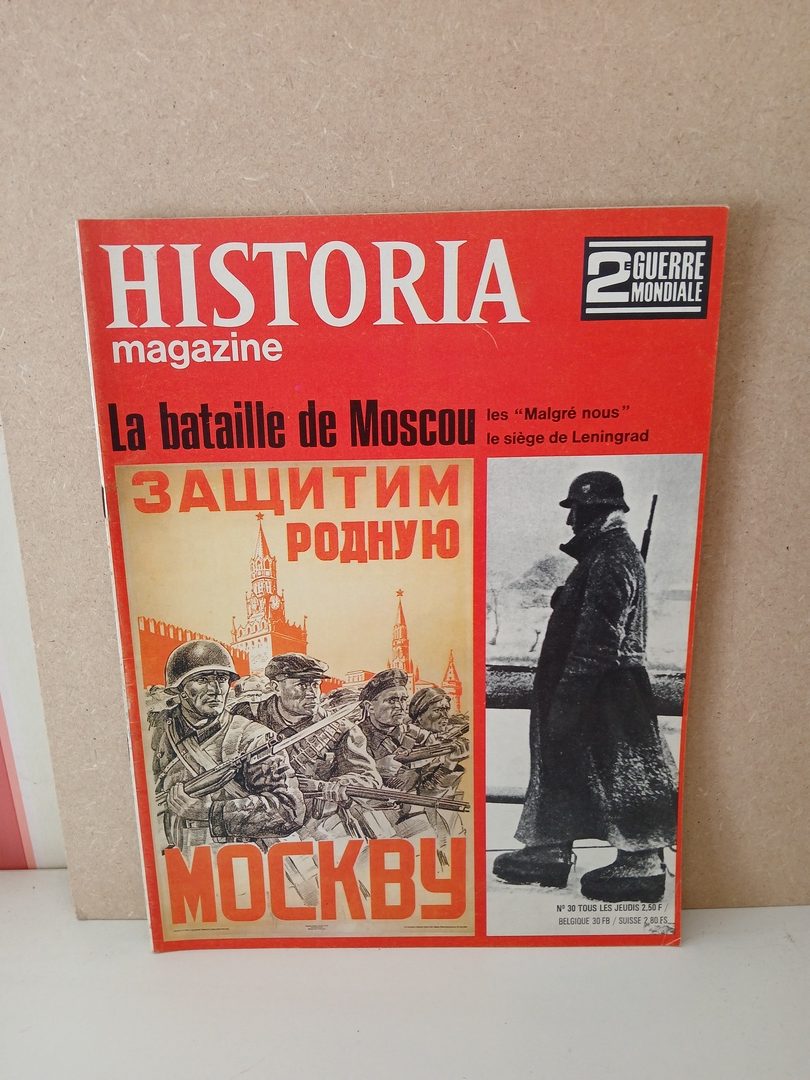 HISTORIA
magazine
2E GUERRE
MONDIALE
La bataille de Moscou
les "Malgré nous"
le siège de Leningrad
ЗАЩИТИМ
РОДНУЮ
МОСКВУ
Nº 30 TOUS LES JEUDIS 2,50 F /
BELGIQUE 30 FB / SUISSE 2,80 FS